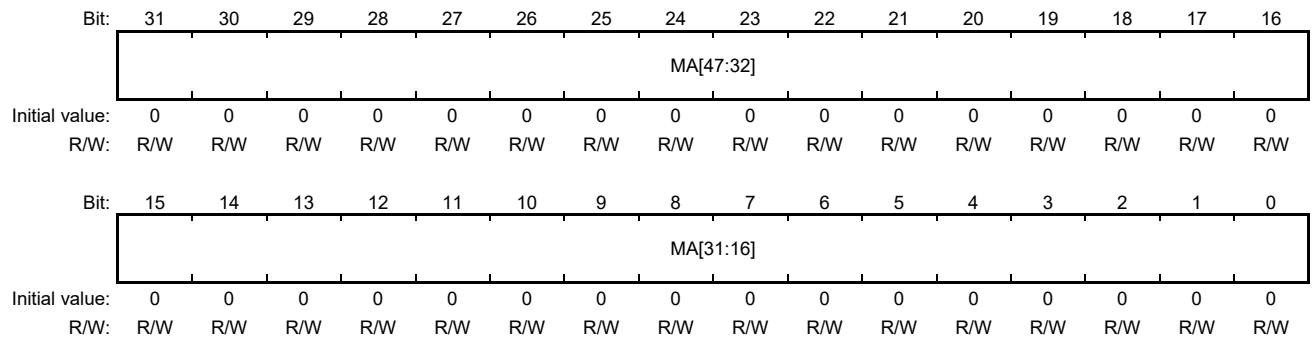 Bit: 31 30 29 28 27 26 25 24 23 22 21 20 19 18 17 16
MA[47:32]
Initial value: 0 0 0 0 0 0 0 0 0 0 0 0 0 0 0 0
R/W: R/W R/W R/W R/W R/W R/W R/W R/W R/W R/W R/W R/W R/W R/W R/W R/W
Bit: 15 14 13 12 11 10 9 8 7 6 5 4 3 2 1 0
MA[31:16]
Initial value: 0 0 0 0 0 0 0 0 0 0 0 0 0 0 0 0
R/W: R/W R/W R/W R/W R/W R/W R/W R/W R/W R/W R/W R/W R/W R/W R/W R/W